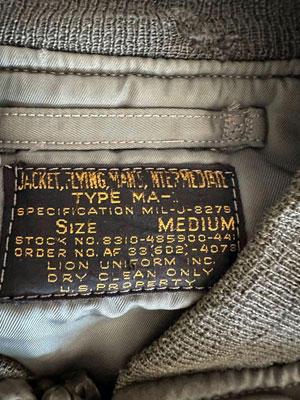 JACKET, FLYING, MAN'S, INTERMEDIATE
TYPE MA-
SPECIFICATION MIL-J-8279
SIZE MEDIUM
STOCK NO. 8310-485900-44
ORDER NO. AF 33(602)-4078
LION UNIFORM INC.
DRY CLEAN ONLY
U.S. PROPERTY